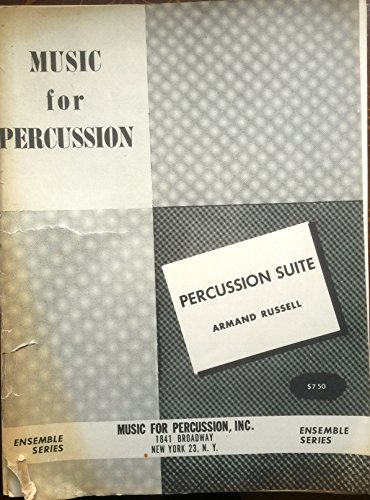 MUSIC
for
PERCUSSION
PERCUSSION SUITE
ARMAND RUSSELL
$7.50
ENSEMBLE
SERIES
MUSIC FOR PERCUSSION, INC.
1841 BROADWAY
NEW YORK 23, N. Y.
ENSEMBLE
SERIES